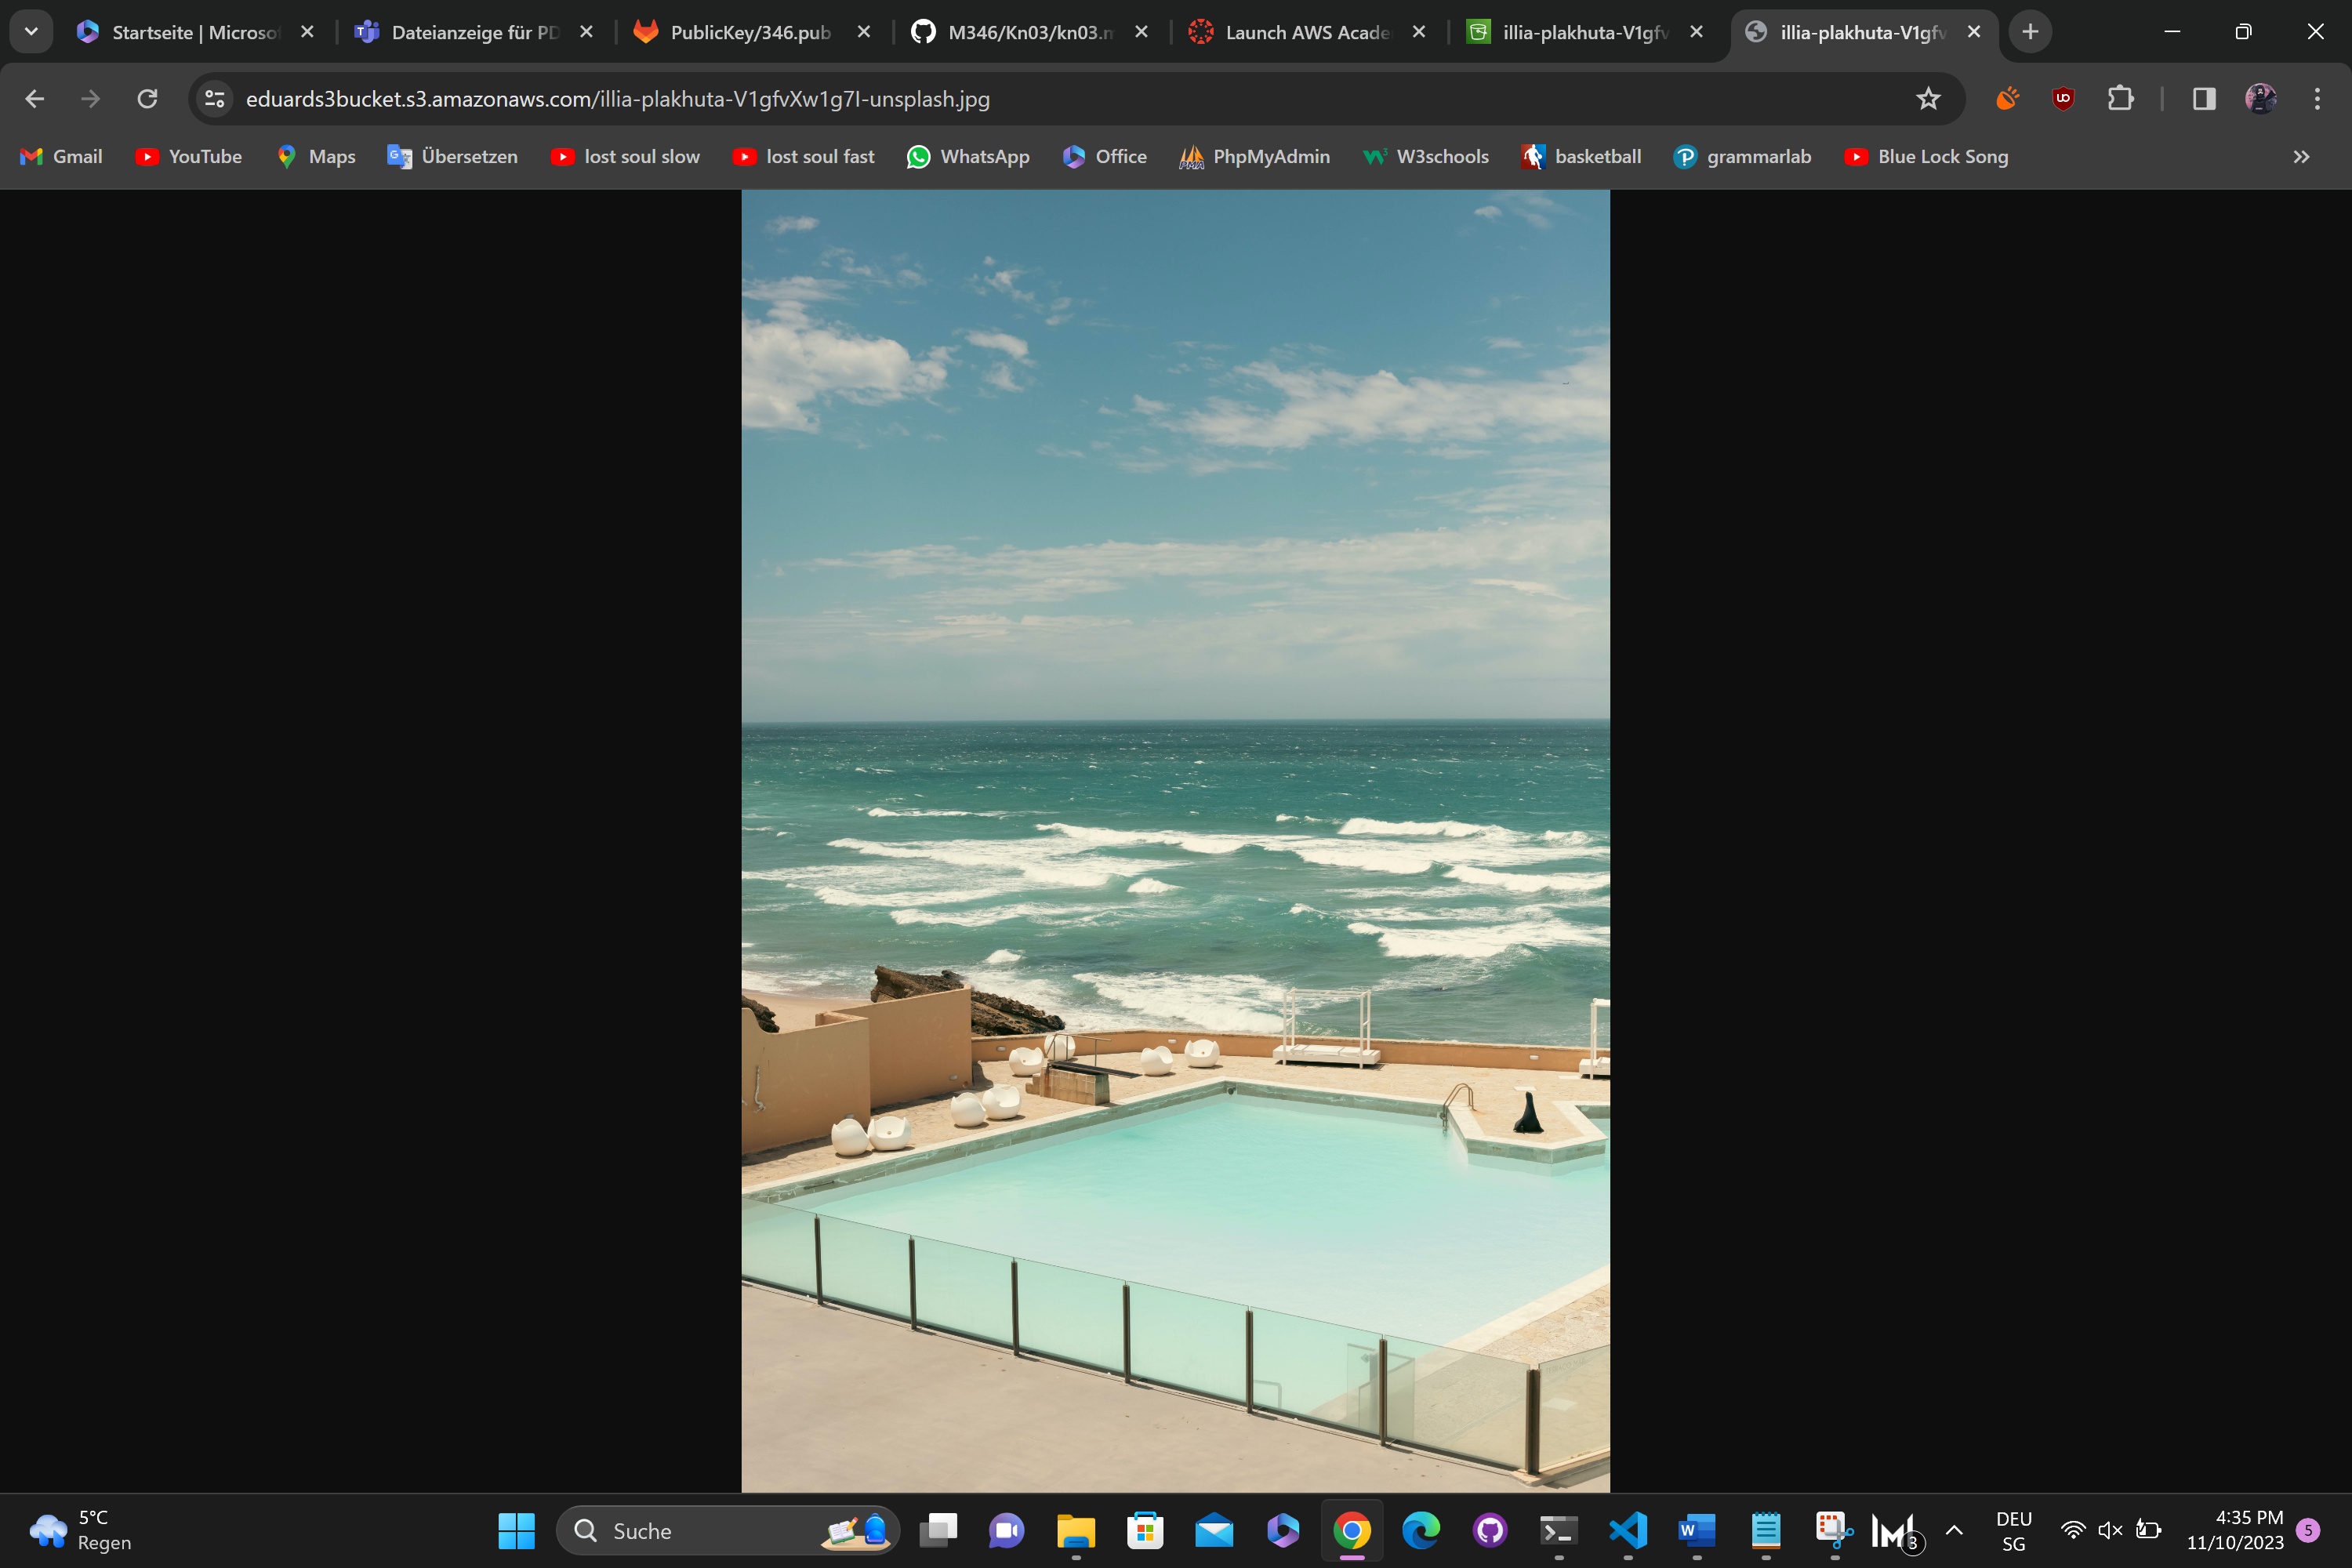 Startseite | Microsof
Dateianzeige für PD
PublicKey/346.pub
M346/Kn03/kn03.m
Launch AWS Acade
illia-plakhuta-V1gfv
illia-plakhuta-V1gfv
eduards3bucket.s3.amazonaws.com/illia-plakhuta-V1gfvXw1g7I-unsplash.jpg
Gmail
YouTube
Maps
Übersetzen
lost soul slow
lost soul fast
WhatsApp
Office
PhpMyAdmin
W3schools
basketball
grammarlab
Blue Lock Song
5°C
Regen
Suche
3
DEU
SG
4:35 PM
11/10/2023
5